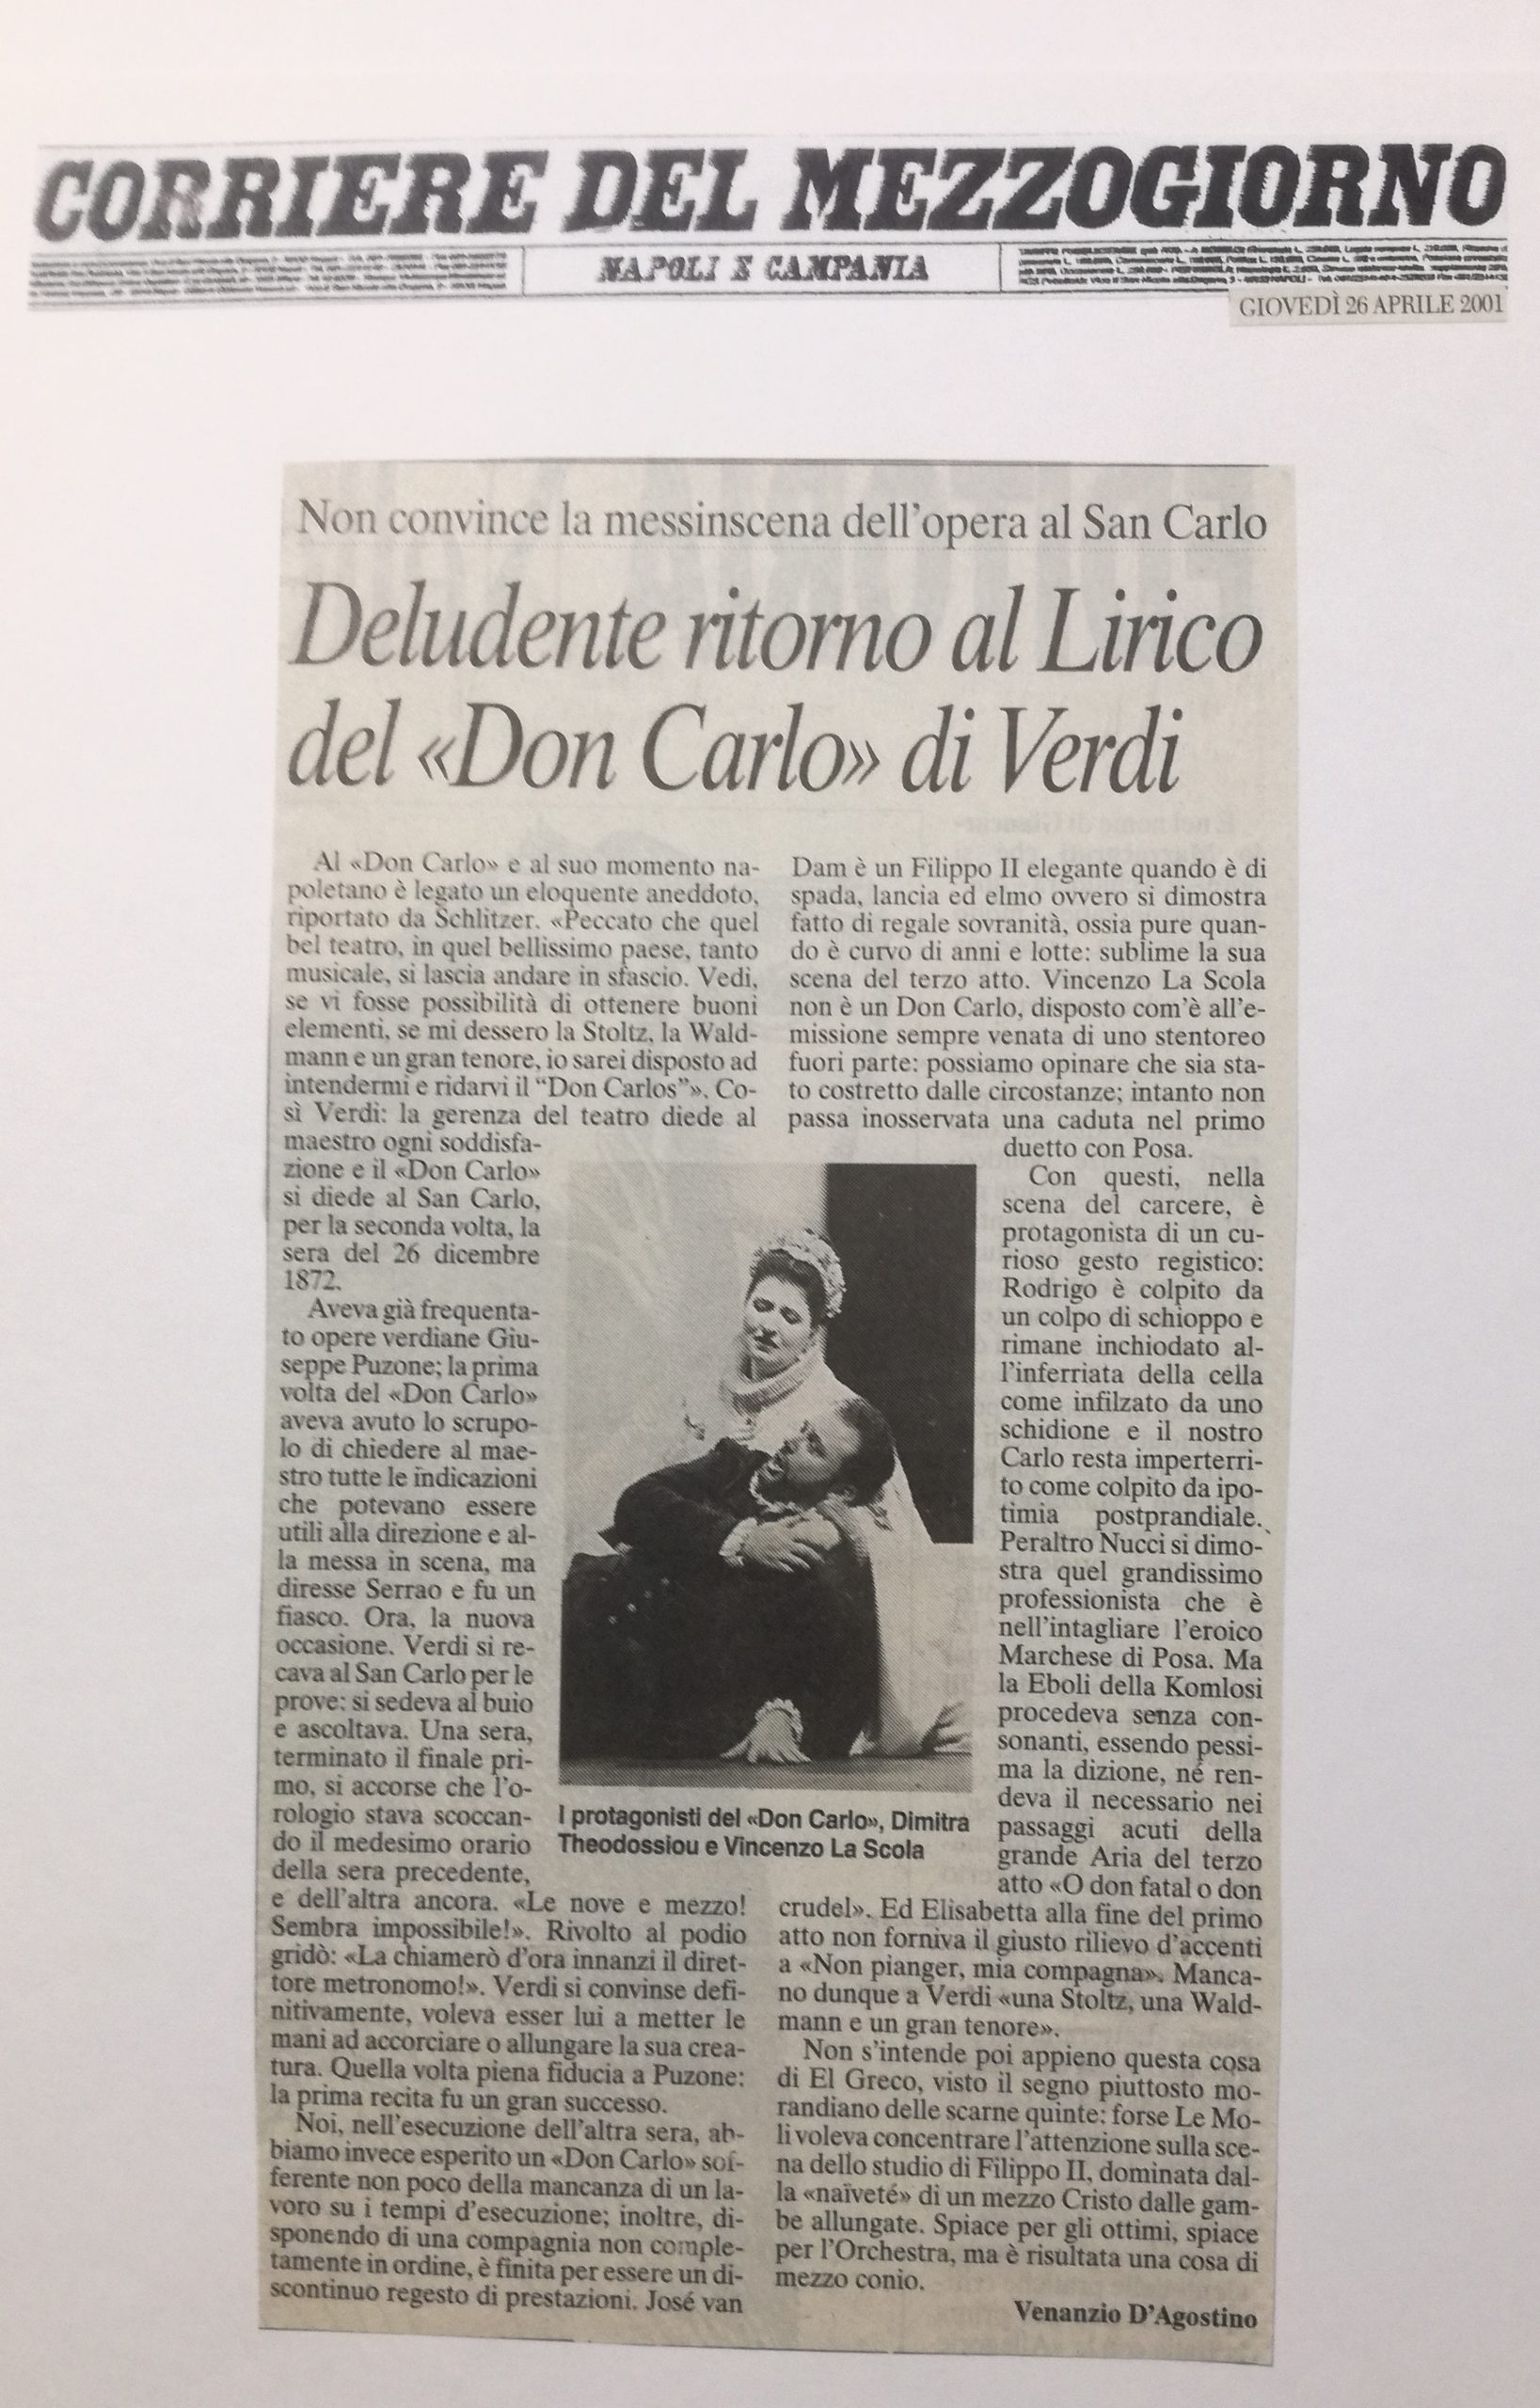 CORRIERE DEL MEZZOGIORNO
NAPOLI E CAMPANIA
GIOVEDÌ 26 APRILE 2001
Non convince la messinscena dell'opera al San Carlo
Deludente ritorno al Lirico
del «Don Carlo» di Verdi
Al «Don Carlo» e al suo momento na-
poletano è legato un eloquente aneddoto,
riportato da Schlitzer. «Peccato che quel
bel teatro, in quel bellissimo paese, tanto
musicale, si lascia andare in sfascio. Vedi,
se vi fosse possibilità di ottenere buoni
elementi, se mi dessero la Stoltz, la Wald-
mann e un gran tenore, io sarei disposto ad
intendermi e ridarvi il “Don Carlos”». Co-
sì Verdi: la gerenza del teatro diede al
maestro ogni soddisfa-
zione e il «Don Carlo»
si diede al San Carlo,
per la seconda volta, la
sera del 26 dicembre
1872.
Aveva già frequenta-
to opere verdiane Giu-
seppe Puzone; la prima
volta del «Don Carlo»
aveva avuto lo scrupo-
lo di chiedere al mae-
stro tutte le indicazioni
che potevano essere
utili alla direzione e al-
la messa in scena, ma
diresse Serrao e fu un
fiasco. Ora, la nuova
occasione. Verdi si re-
cava al San Carlo per le
prove: si sedeva al buio
e ascoltava. Una sera,
terminato il finale pri-
mo, si accorse che l'o-
rologio stava scoccan-
do il medesimo orario
della sera precedente,
e dell'altra ancora. «Le nove e mezzo!
Sembra impossibile!». Rivolto al podio
gridò: «La chiamerò d'ora innanzi il diret-
tore metronomo!». Verdi si convinse defi-
nitivamente, voleva esser lui a metter le
mani ad accorciare o allungare la sua crea-
tura. Quella volta piena fiducia a Puzone:
la prima recita fu un gran successo.
Noi, nell'esecuzione dell'altra sera, ab-
biamo invece esperito un «Don Carlo» sof-
ferente non poco della mancanza di un la-
voro su i tempi d'esecuzione; inoltre, di-
sponendo di una compagnia non comple-
tamente in ordine, è finita per essere un di-
scontinuo regesto di prestazioni. José van
Dam è un Filippo II elegante quando è di
spada, lancia ed elmo ovvero si dimostra
fatto di regale sovranità, ossia pure quan-
do è curvo di anni e lotte: sublime la sua
scena del terzo atto. Vincenzo La Scola
non è un Don Carlo, disposto com'è all'e-
missione sempre venata di uno stentoreo
fuori parte: possiamo opinare che sia sta-
to costretto dalle circostanze; intanto non
passa inosservata una caduta nel primo
duetto con Posa.
Con questi, nella
scena del carcere, è
protagonista di un cu-
rioso gesto registico:
Rodrigo è colpito da
un colpo di schioppo e
rimane inchiodato al-
l'inferriata della cella
come infilzato da uno
schidione e il nostro
Carlo resta imperterri-
to come colpito da ipo-
timia postprandiale.
Peraltro Nucci si dimo-
stra quel grandissimo
professionista che è
nell'intagliare l'eroico
Marchese di Posa. Ma
la Eboli della Komlosi
procedeva senza con-
sonanti, essendo pessi-
ma la dizione, né ren-
deva il necessario nei
passaggi acuti della
grande Aria del terzo
atto «O don fatal o don
crudel». Ed Elisabetta alla fine del primo
atto non forniva il giusto rilievo d'accenti
a «Non pianger, mia compagna». Manca-
no dunque a Verdi «una Stoltz, una Wald-
mann e un gran tenore».
Non s'intende poi appieno questa cosa
di El Greco, visto il segno piuttosto mo-
randiano delle scarne quinte: forse Le Mo-
li voleva concentrare l'attenzione sulla sce-
na dello studio di Filippo II, dominata dal-
la «naïveté» di un mezzo Cristo dalle gam-
be allungate. Spiace per gli ottimi, spiace
per l'Orchestra, ma è risultata una cosa di
mezzo conio.
Venanzio D'Agostino
I protagonisti del «Don Carlo», Dimitra
Theodossiou e Vincenzo La Scola